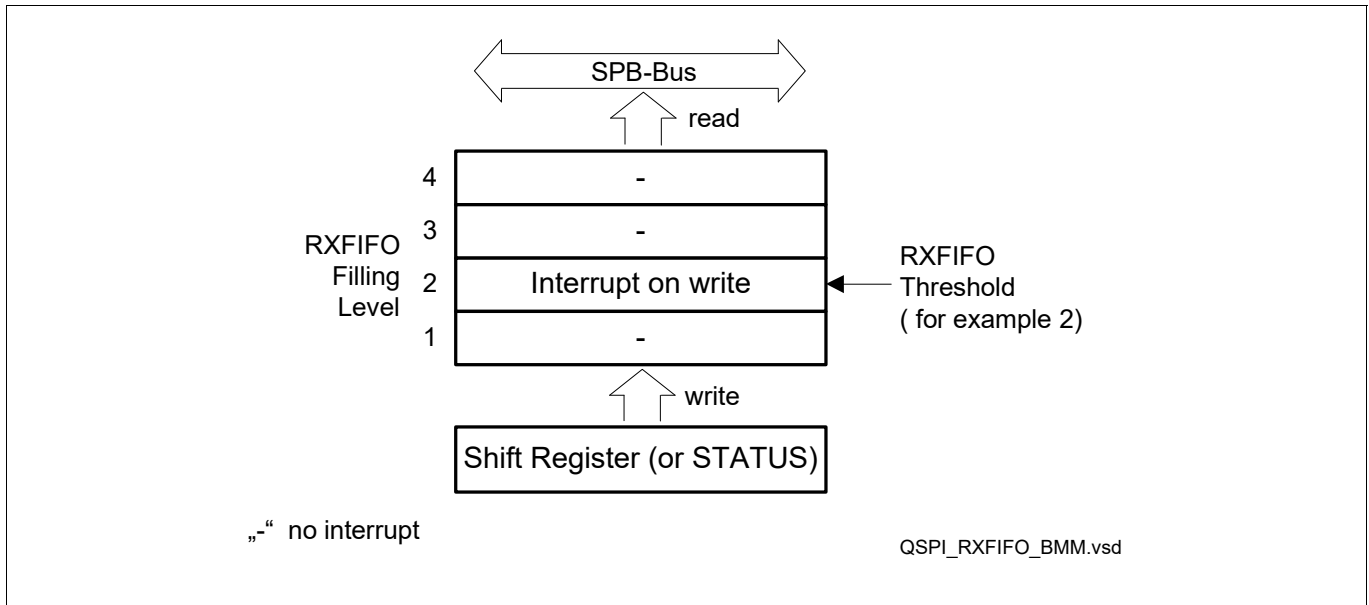 SPB-Bus
read
4
-
3
-
RXFIFO
Filling
Level
2
Interrupt on write
RXFIFO
Threshold
( for example 2)
1
-
write
Shift Register (or STATUS)
„-“ no interrupt
QSPI_RXFIFO_BMM.vsd